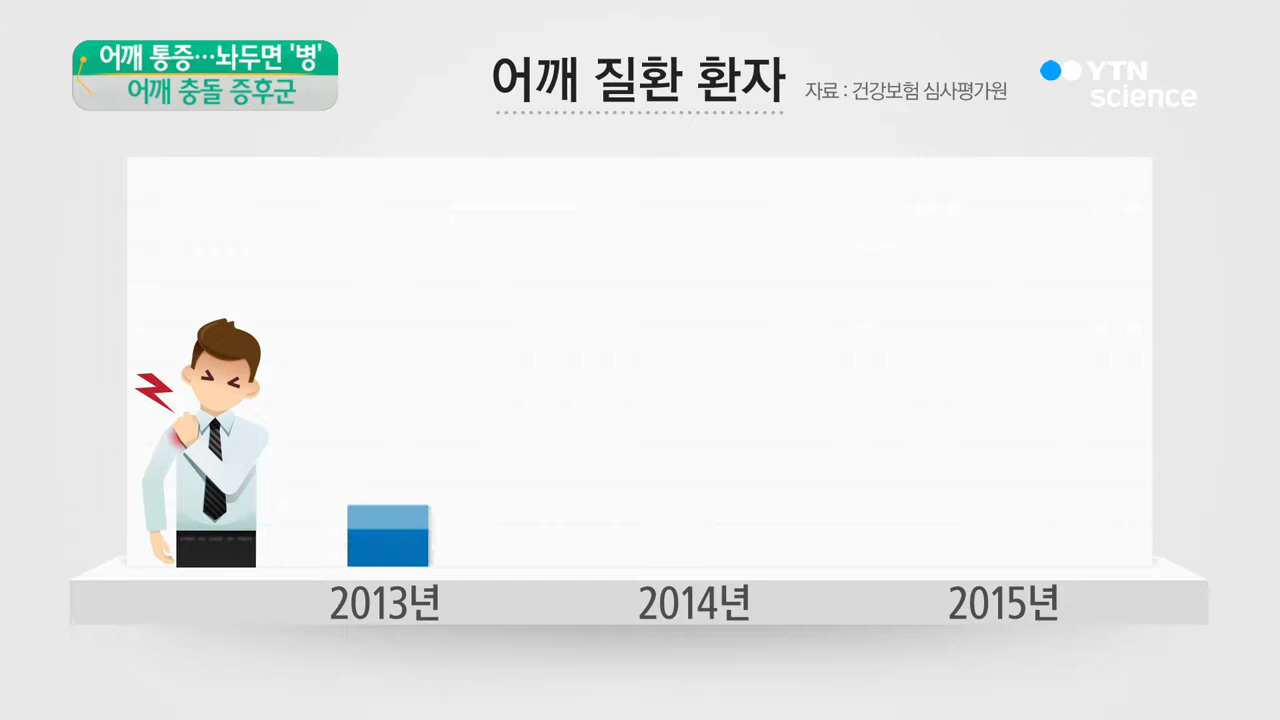 어깨 통증…놔두면 '병'
어깨 충돌 증후군
어깨 질환 환자
자료 : 건강보험 심사평가원
YTN
science
2013년
2014년
2015년